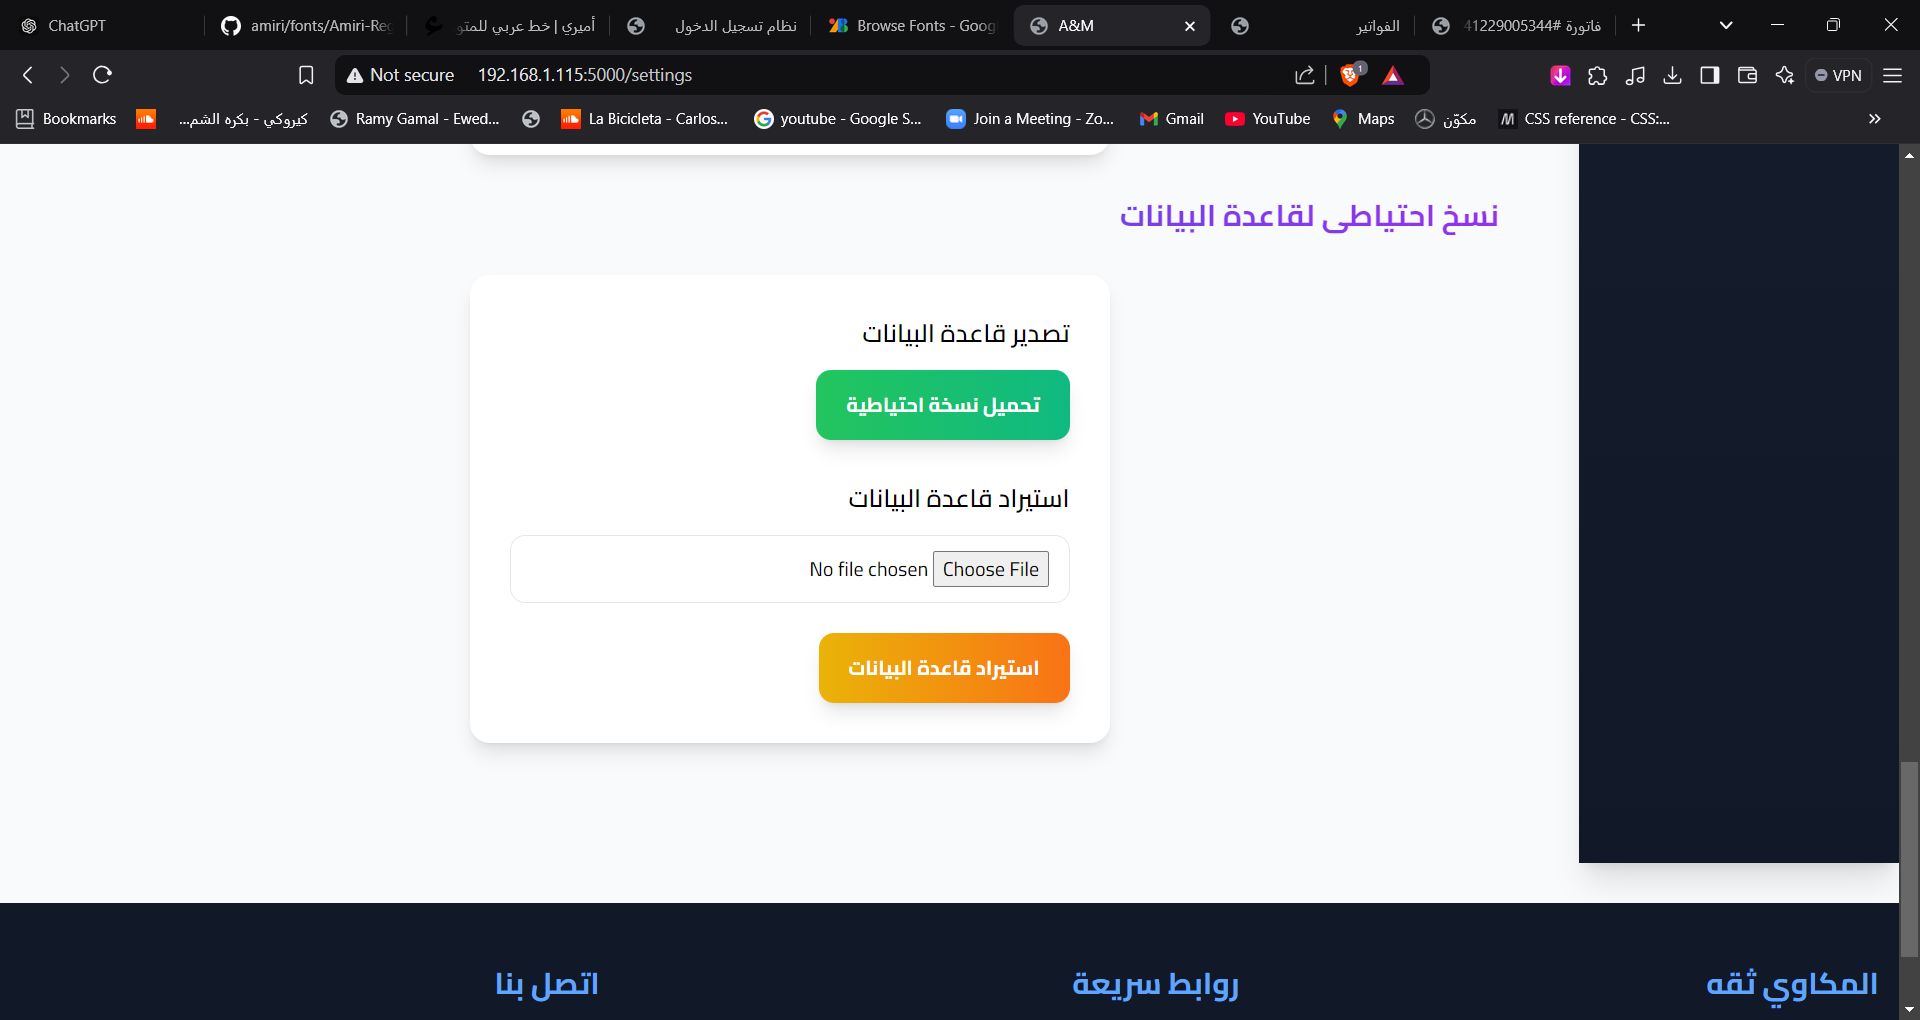 ChatGPT
amiri/fonts/Amiri-Reg
أميري | خط عربي للمتو
نظام تسجيل الدخول
Browse Fonts - Goog
A&M
الفواتير
فاتورة #41229005344
Not secure
192.168.1.115:5000/settings
1
VPN
Bookmarks
كيروكي - بكره الشم...
Ramy Gamal - Ewed...
La Bicicleta - Carlos...
youtube - Google S...
Join a Meeting - Zo...
Gmail
YouTube
Maps
مكوّن
CSS reference - CSS:...
نسخ احتياطى لقاعدة البيانات
تصدير قاعدة البيانات
تحميل نسخة احتياطية
استيراد قاعدة البيانات
Choose File No file chosen
استيراد قاعدة البيانات
المكاوي ثقه
روابط سريعة
اتصل بنا